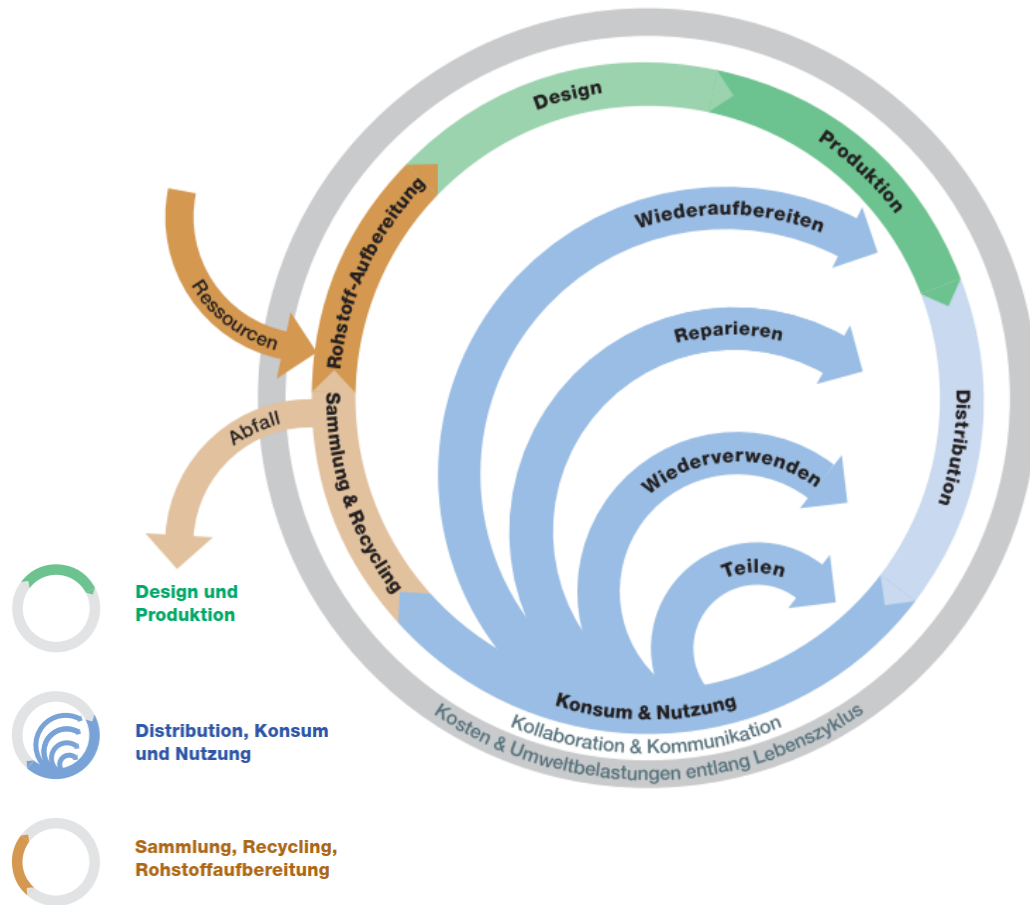 Design
Produktion
Wiederaufbereiten
Rohstoff-Aufbereitung
Ressourcen
Reparieren
Distribution
Abfall
Sammlung & Recycling
Wiederverwenden
Teilen
Konsum & Nutzung
Kollaboration & Kommunikation
Kosten & Umweltbelastungen entlang Lebenszyklus
Design und
Produktion
Distribution, Konsum
und Nutzung
Sammlung, Recycling,
Rohstoffaufbereitung